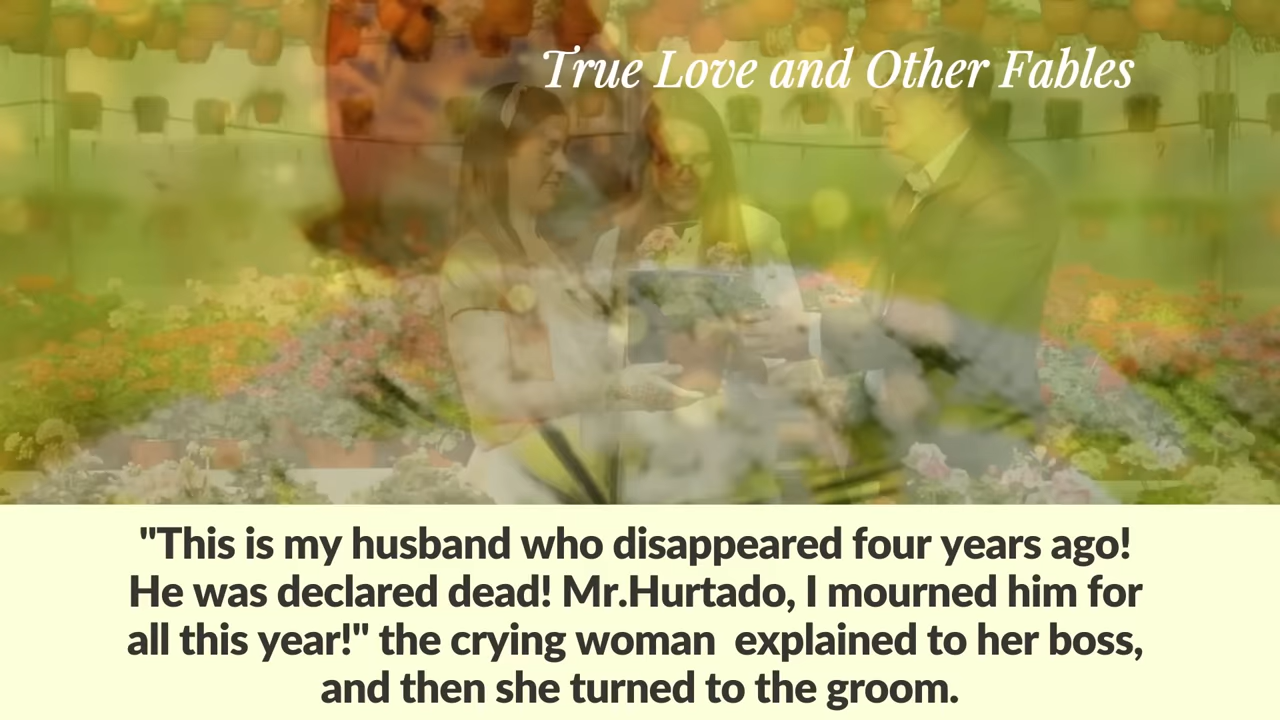 True Love and Other Fables
"This is my husband who disappeared four years ago!
He was declared dead! Mr.Hurtado, I mourned him for
all this year!" the crying woman  explained to her boss,
and then she turned to the groom.